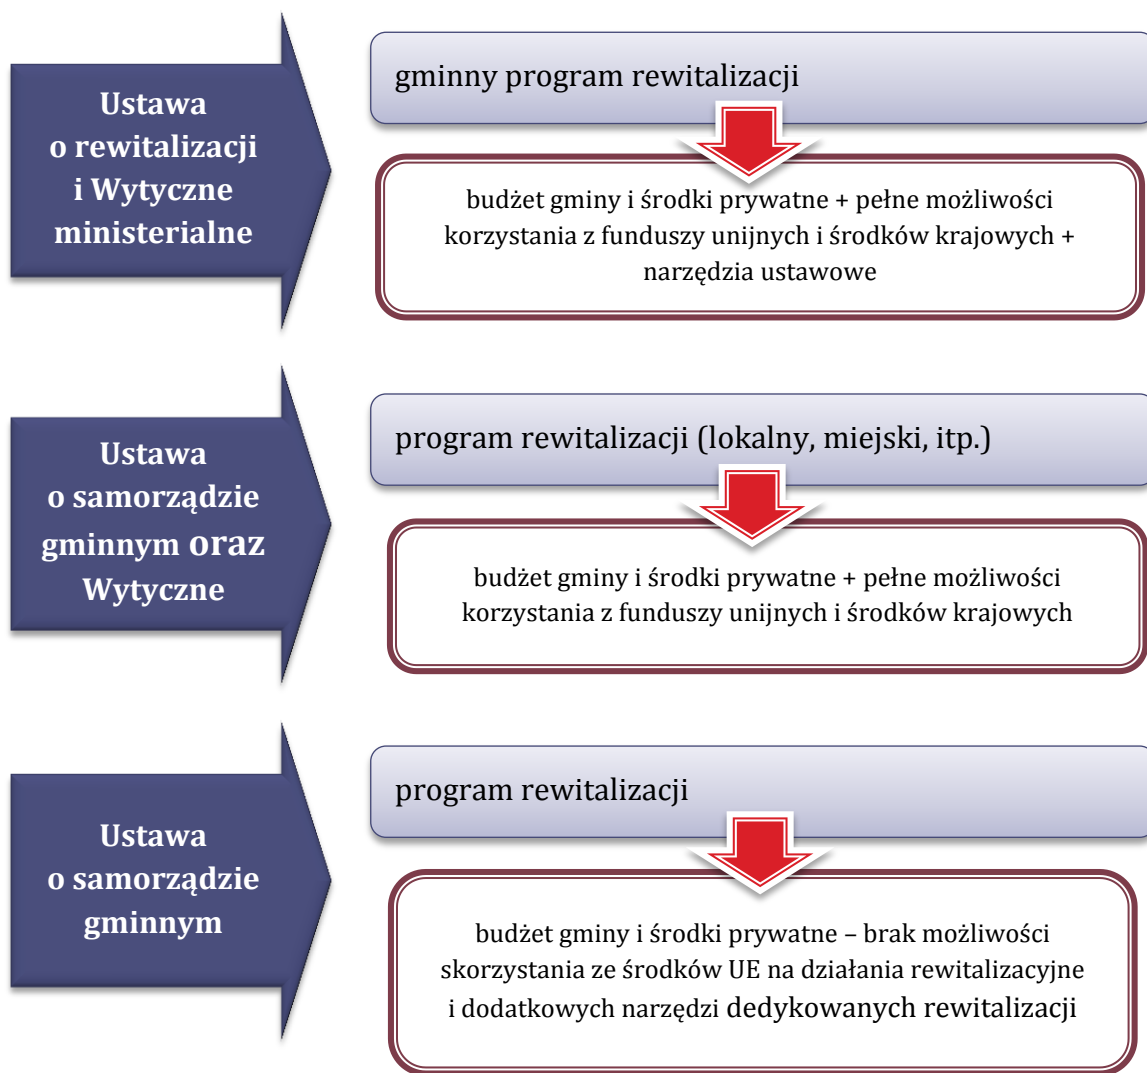 Ustawa
o rewitalizacji
i Wytyczne
ministerialne
gminny program rewitalizacji
budżet gminy i środki prywatne + pełne możliwości
korzystania z funduszy unijnych i środków krajowych +
narzędzia ustawowe
Ustawa
o samorządzie
gminnym oraz
Wytyczne
program rewitalizacji (lokalny, miejski, itp.)
budżet gminy i środki prywatne + pełne możliwości
korzystania z funduszy unijnych i środków krajowych
Ustawa
o samorządzie
gminnym
program rewitalizacji
budżet gminy i środki prywatne – brak możliwości
skorzystania ze środków UE na działania rewitalizacyjne
i dodatkowych narzędzi dedykowanych rewitalizacji